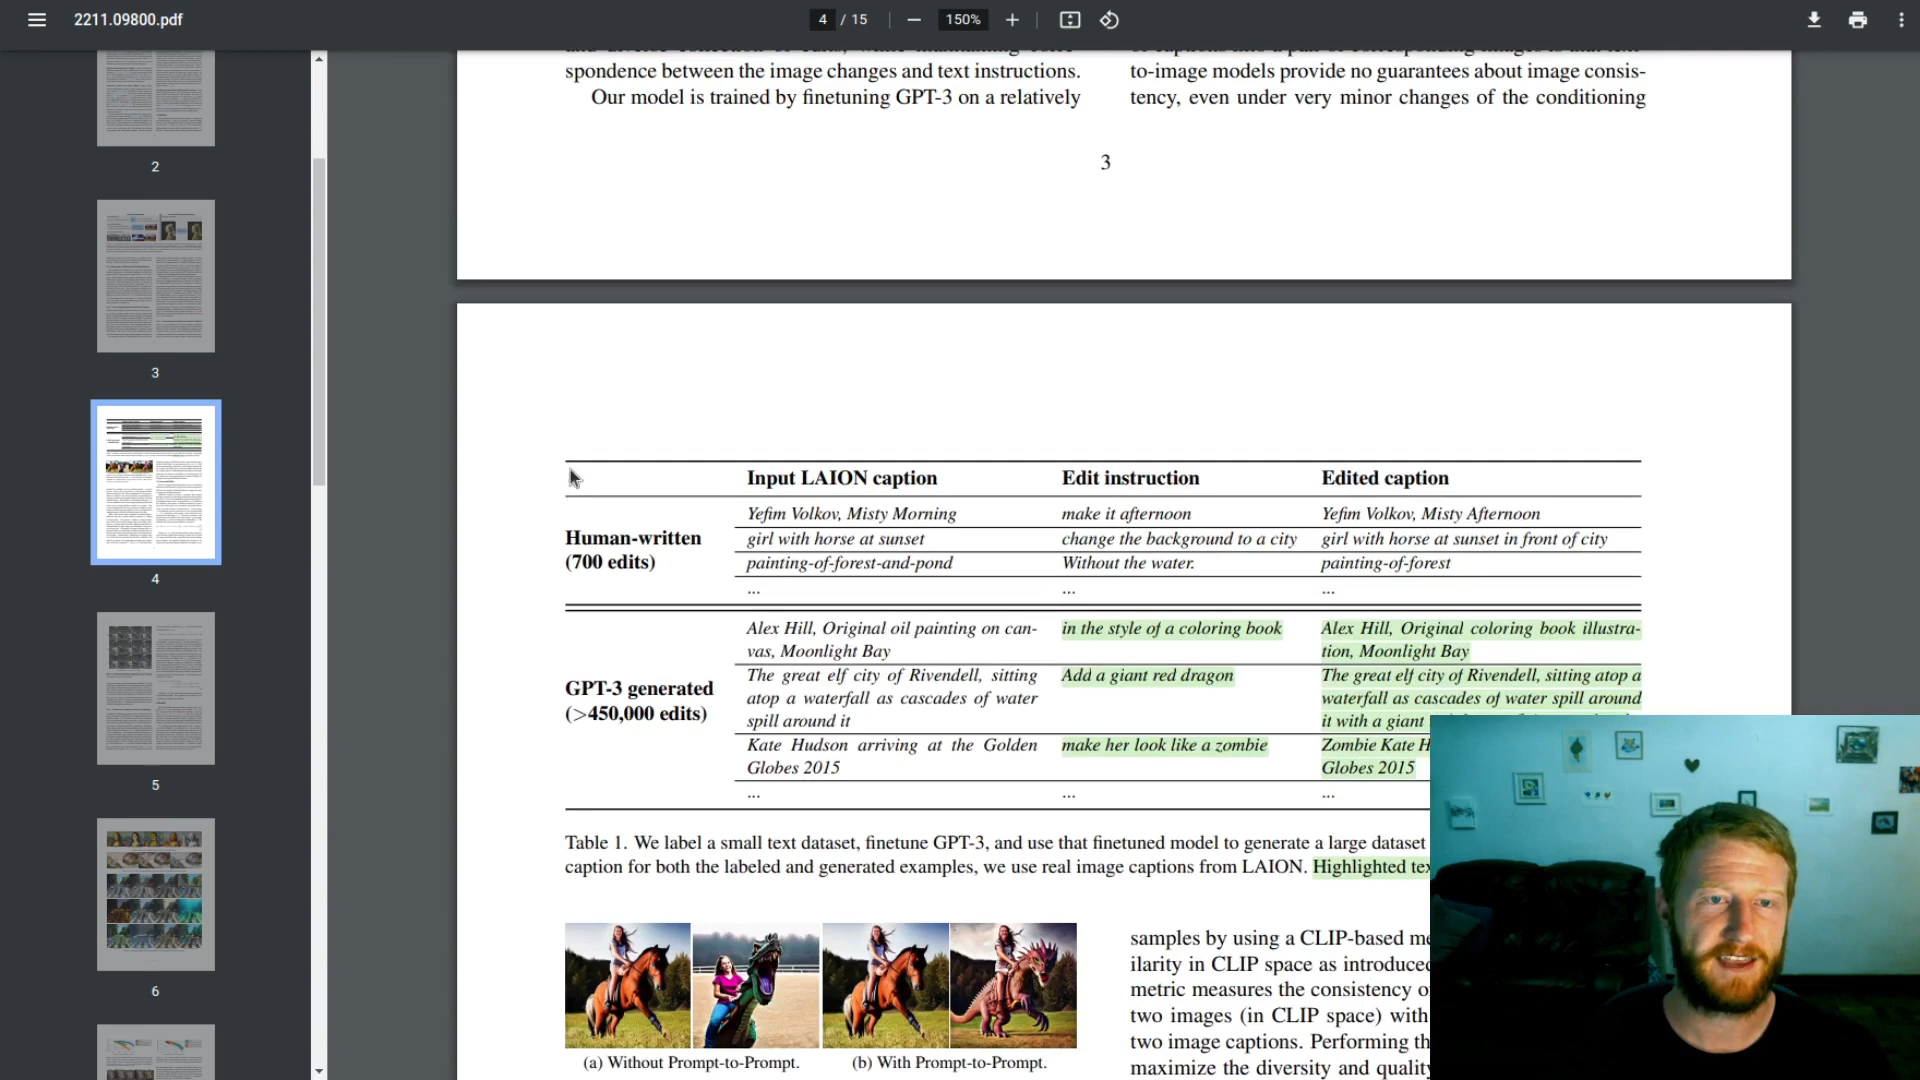 2211.09800.pdf
4 / 15
150%
2
3
4
5
6
spondence between the image changes and text instructions.
Our model is trained by finetuning GPT-3 on a relatively
to-image models provide no guarantees about image consis-
tency, even under very minor changes of the conditioning
3
Input LAION caption Edit instruction Edited caption
Human-written
(700 edits)
Yefim Volkov, Misty Morning make it afternoon Yefim Volkov, Misty Afternoon
girl with horse at sunset change the background to a city girl with horse at sunset in front of city
painting-of-forest-and-pond Without the water. painting-of-forest
... ... ...
GPT-3 generated
(>450,000 edits)
Alex Hill, Original oil painting on can- in the style of a coloring book Alex Hill, Original coloring book illustra-
vas, Moonlight Bay tion, Moonlight Bay
The great elf city of Rivendell, sitting Add a giant red dragon The great elf city of Rivendell, sitting atop a
atop a waterfall as cascades of water waterfall as cascades of water spill around
spill around it it with a giant
Kate Hudson arriving at the Golden make her look like a zombie Zombie Kate H
Globes 2015 Globes 2015
... ... ...
Table 1. We label a small text dataset, finetune GPT-3, and use that finetuned model to generate a large dataset
caption for both the labeled and generated examples, we use real image captions from LAION. Highlighted tex
(a) Without Prompt-to-Prompt. (b) With Prompt-to-Prompt.
samples by using a CLIP-based me
ilarity in CLIP space as introduced
metric measures the consistency o
two images (in CLIP space) with
two image captions. Performing th
maximize the diversity and quality